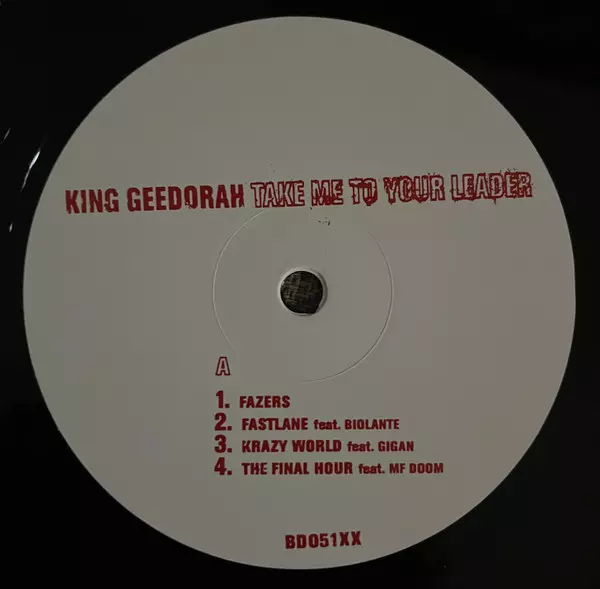 KING GEEDORAH TAKE ME TO YOUR LEADER
A
1. FAZERS
2. FASTLANE feat. BIOLANTE
3. KRAZY WORLD feat. GIGAN
4. THE FINAL HOUR feat. MF DOOM
BD051XX